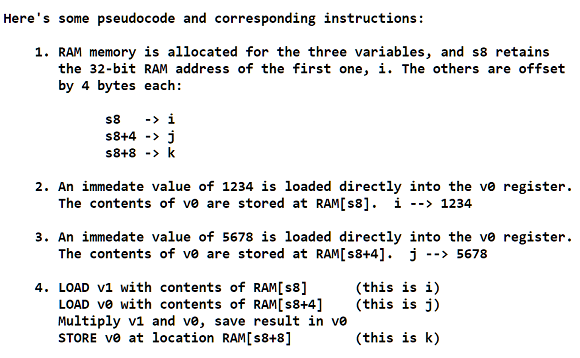 Here's some pseudocode and corresponding instructions:
1. RAM memory is allocated for the three variables, and s8 retains
the 32-bit RAM address of the first one, i. The others are offset
by 4 bytes each:
s8 -> i
s8+4 -> j
s8+8 -> k
2. An immedate value of 1234 is loaded directly into the v0 register.
The contents of v0 are stored at RAM[s8]. i --> 1234
3. An immedate value of 5678 is loaded directly into the v0 register.
The contents of v0 are stored at RAM[s8+4]. j --> 5678
4. LOAD v1 with contents of RAM[s8] (this is i)
LOAD v0 with contents of RAM[s8+4] (this is j)
Multiply v1 and v0, save result in v0
STORE v0 at location RAM[s8+8] (this is k)